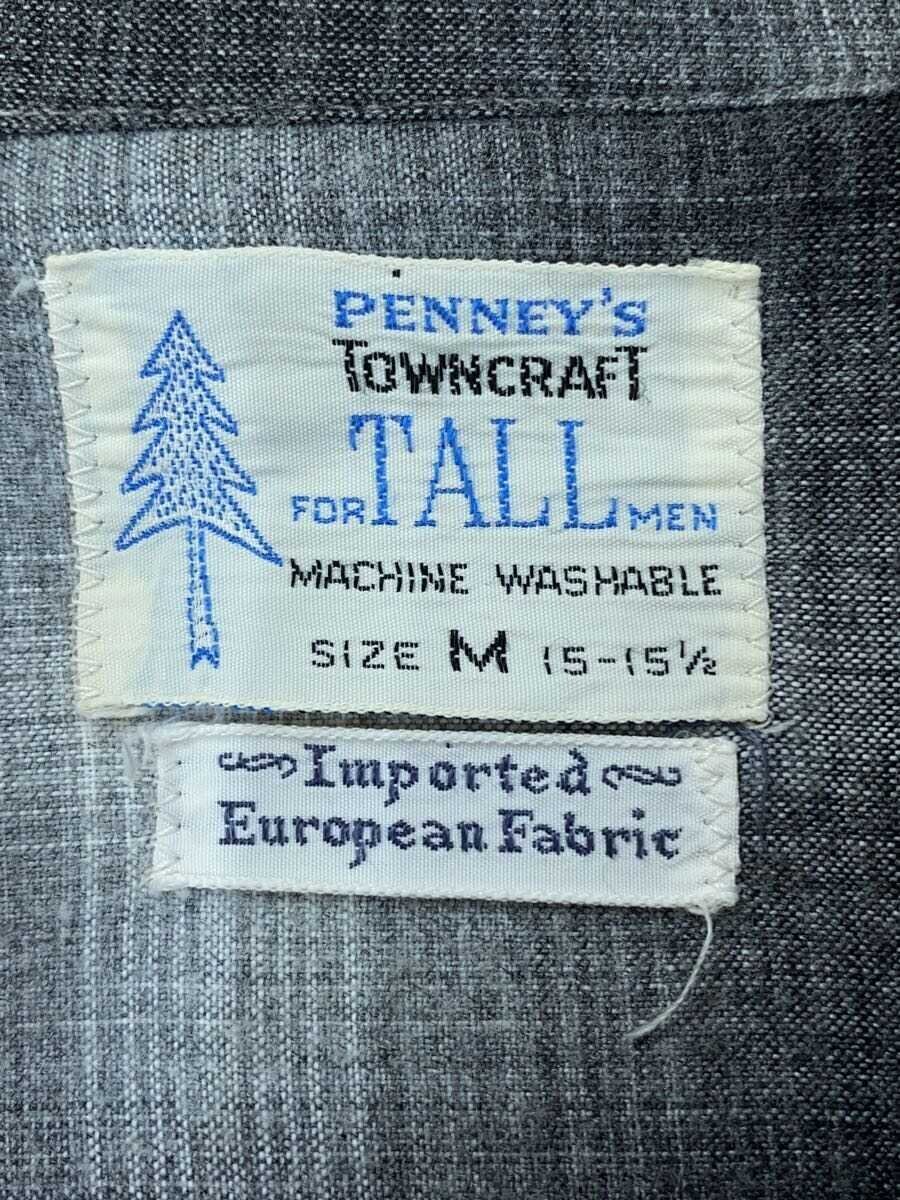 PENNEY'S
TOWNCRAFT
FOR TALL MEN
MACHINE WASHABLE
SIZE M 15-15½
Imported
European Fabric